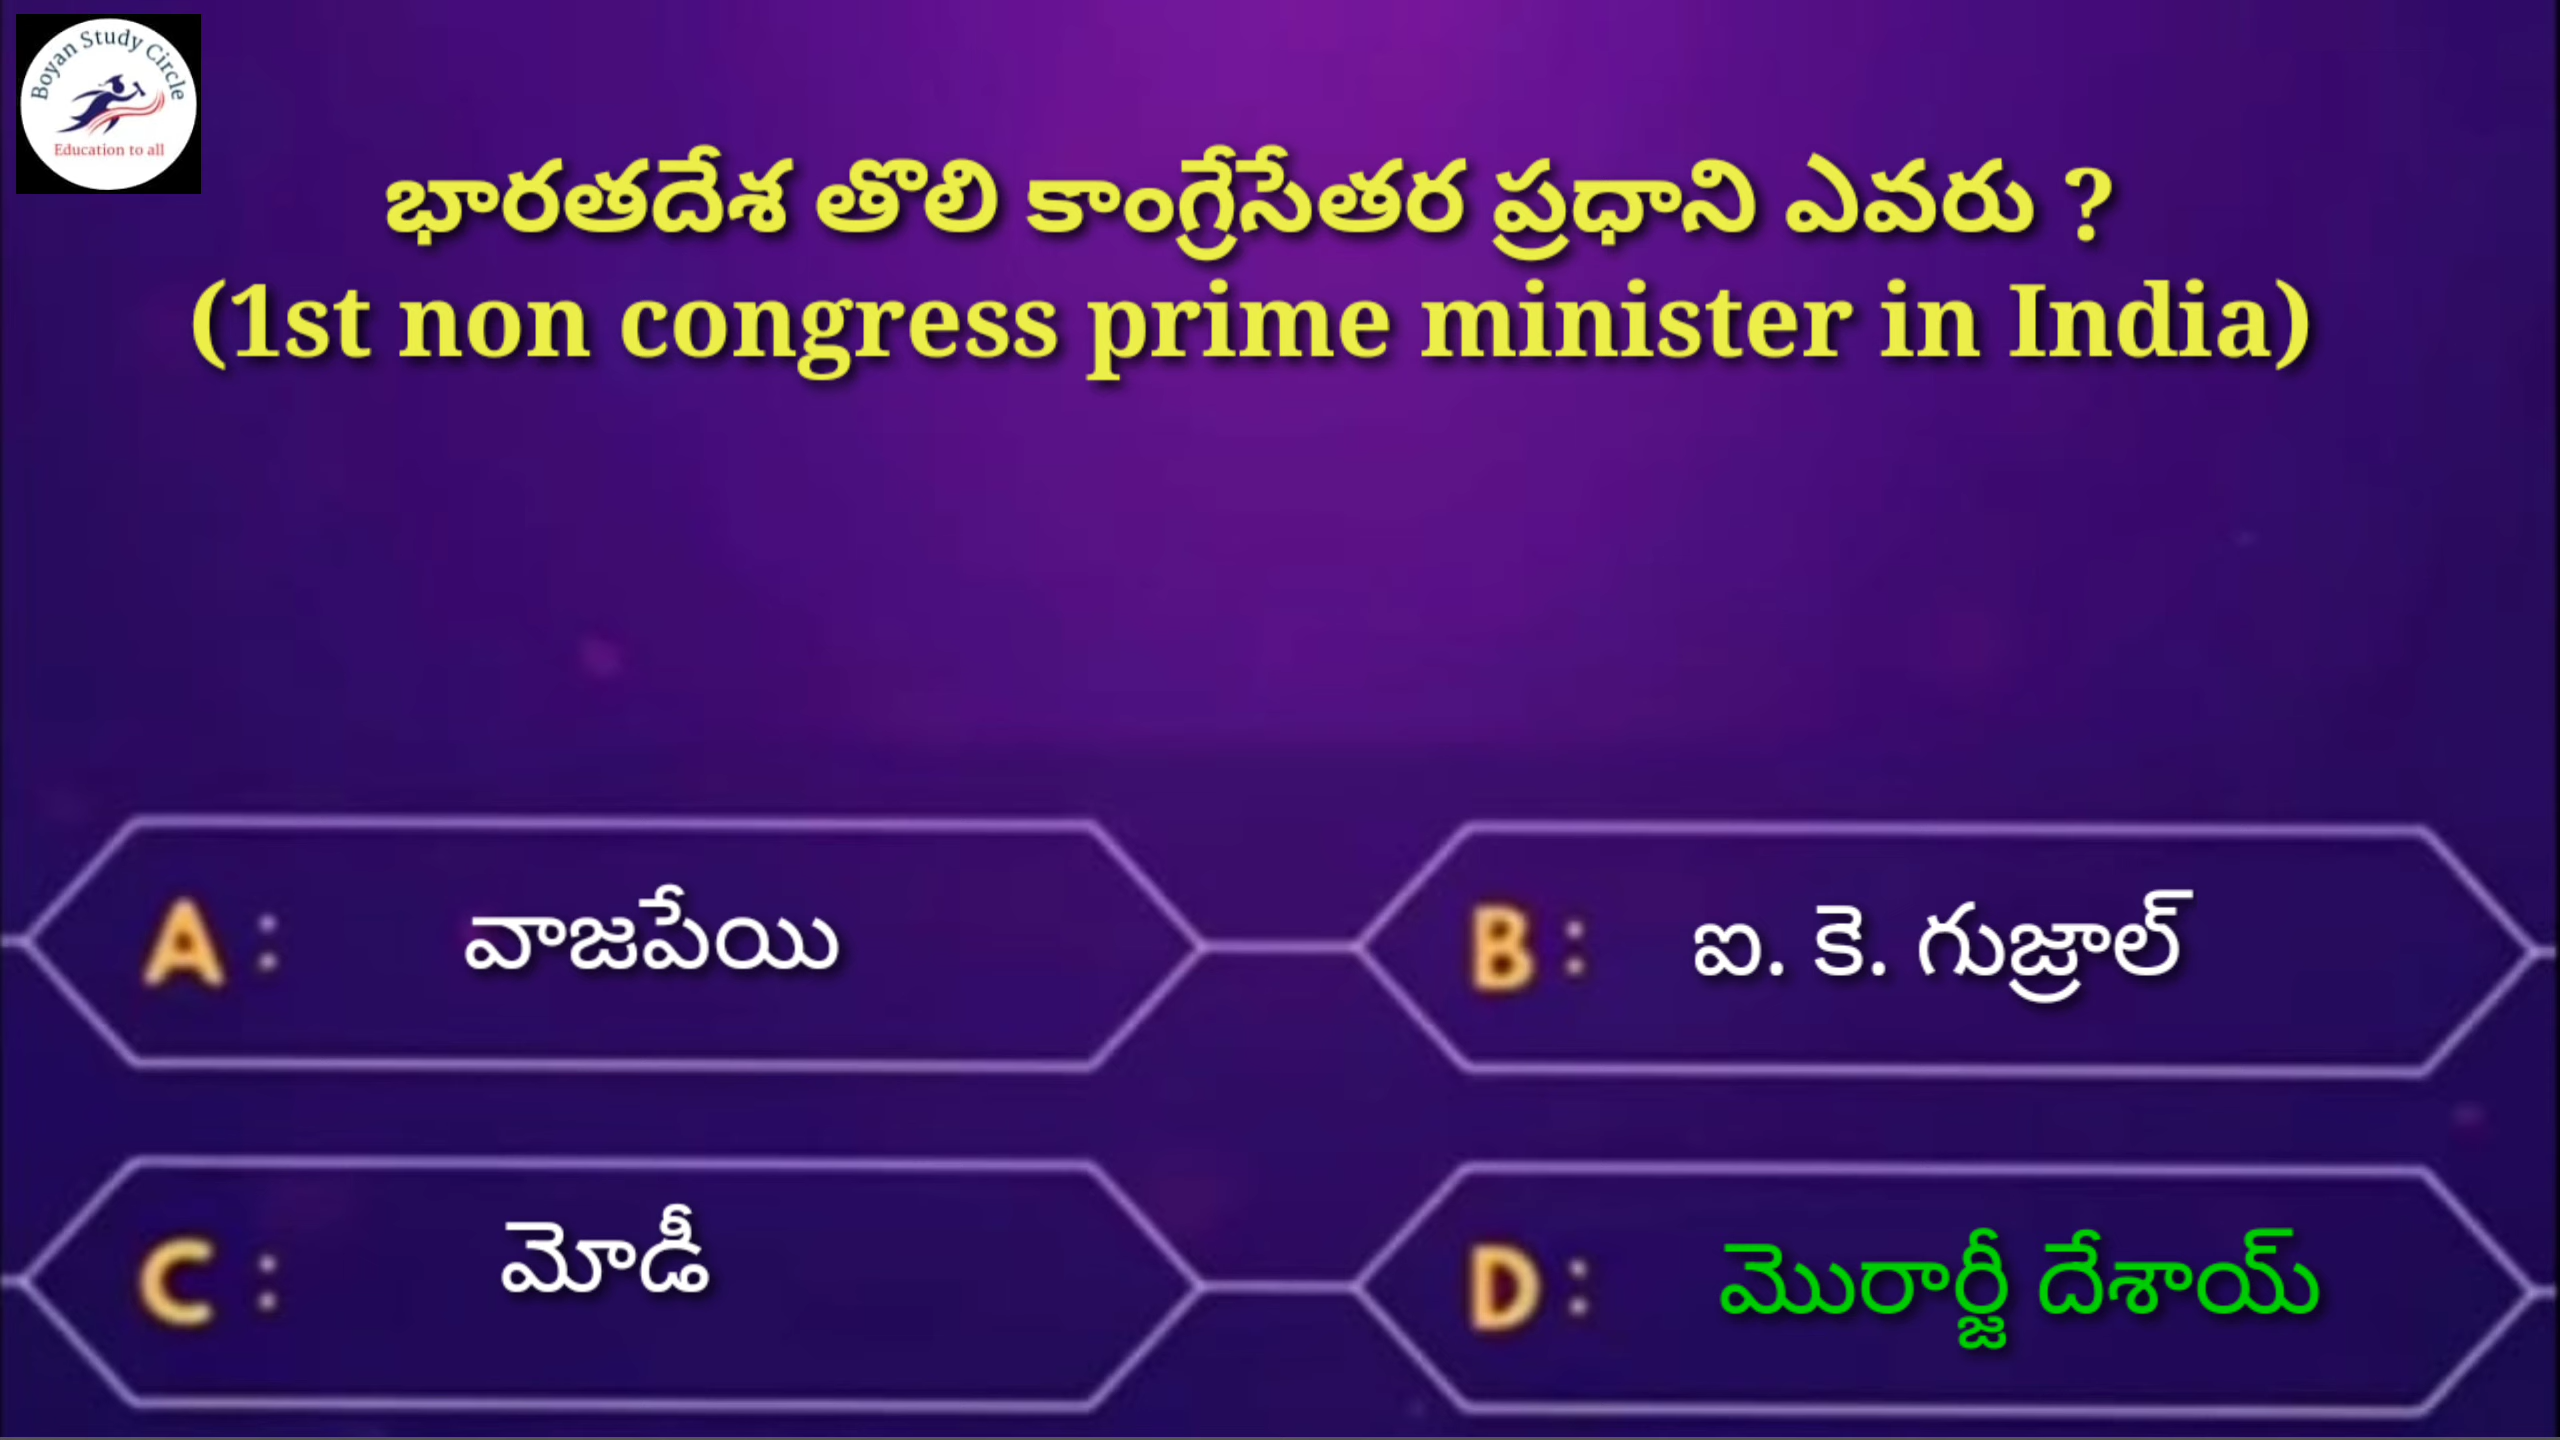 Boyan Study Circle
Education to all
భారతదేశ తొలి కాంగ్రేసేతర ప్రధాని ఎవరు ?
(1st non congress prime minister in India)
A : వాజపేయి
B : ఐ. కె. గుజ్రాల్
C : మోడీ
D : మొరార్జీ దేశాయ్